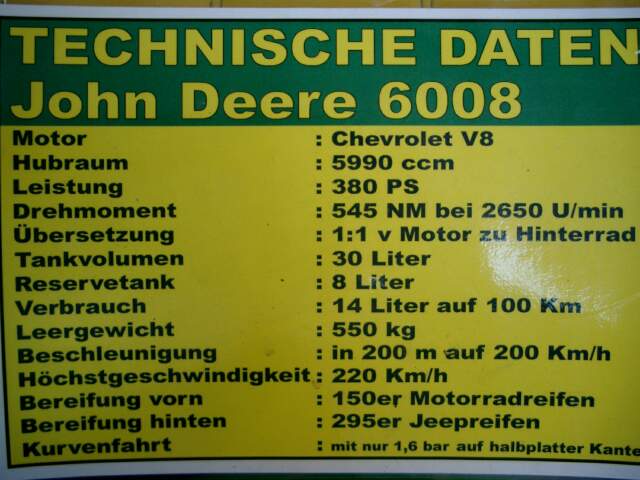 TECHNISCHE DATEN
John Deere 6008
Motor : Chevrolet V8
Hubraum : 5990 ccm
Leistung : 380 PS
Drehmoment : 545 NM bei 2650 U/min
Übersetzung : 1:1 v Motor zu Hinterrad
Tankvolumen : 30 Liter
Reservetank : 8 Liter
Verbrauch : 14 Liter auf 100 Km
Leergewicht : 550 kg
Beschleunigung : in 200 m auf 200 Km/h
Höchstgeschwindigkeit : 220 Km/h
Bereifung vorn : 150er Motorradreifen
Bereifung hinten : 295er Jeepreifen
Kurvenfahrt : mit nur 1,6 bar auf halbplatter Kante